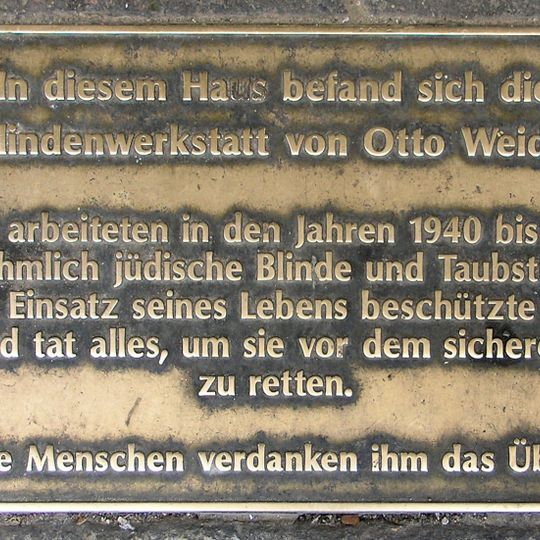 In diesem Haus befand sich die
lindenwerkstatt von Otto Weid
arbeiteten in den Jahren 1940 bis
hmlich jüdische Blinde und Taubst
Einsatz seines Lebens beschützte
d tat alles, um sie vor dem sichere
zu retten.
e Menschen verdanken ihm das Üb